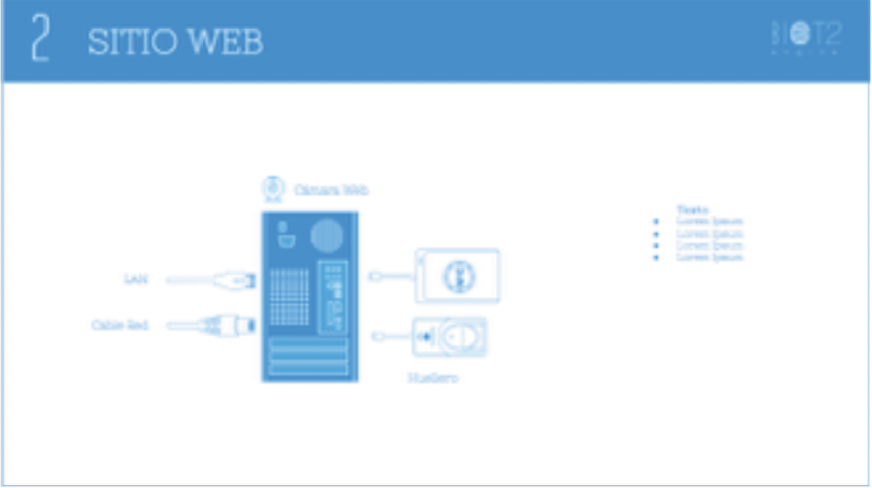 2 SITIO WEB
BIOT2
engine
Cámara Web
LAN
Cable Red
Huellero
Texto
Lorem Ipsum
Lorem Ipsum
Lorem Ipsum
Lorem Ipsum